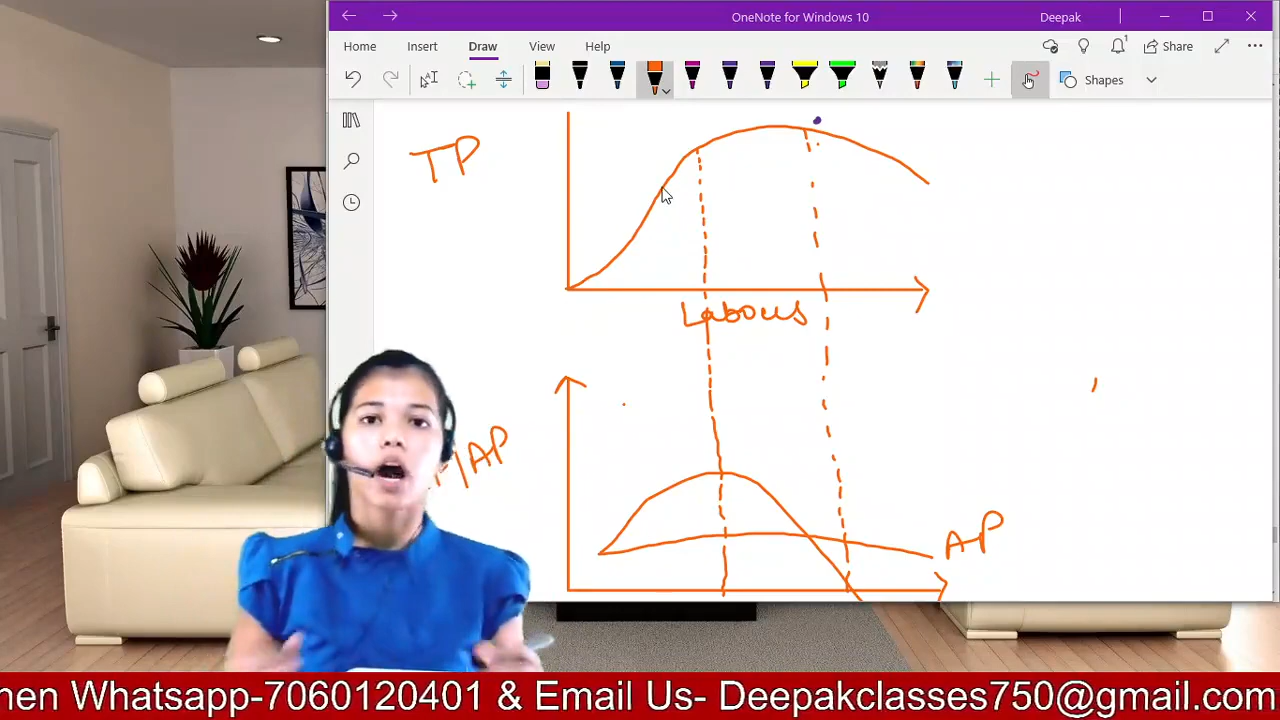 OneNote for Windows 10
Deepak
Home Insert Draw View Help
Share
Shapes
TP
Labous
/AP
AP
hen Whatsapp-7060120401 & Email Us- Deepakclasses750@gmail.com